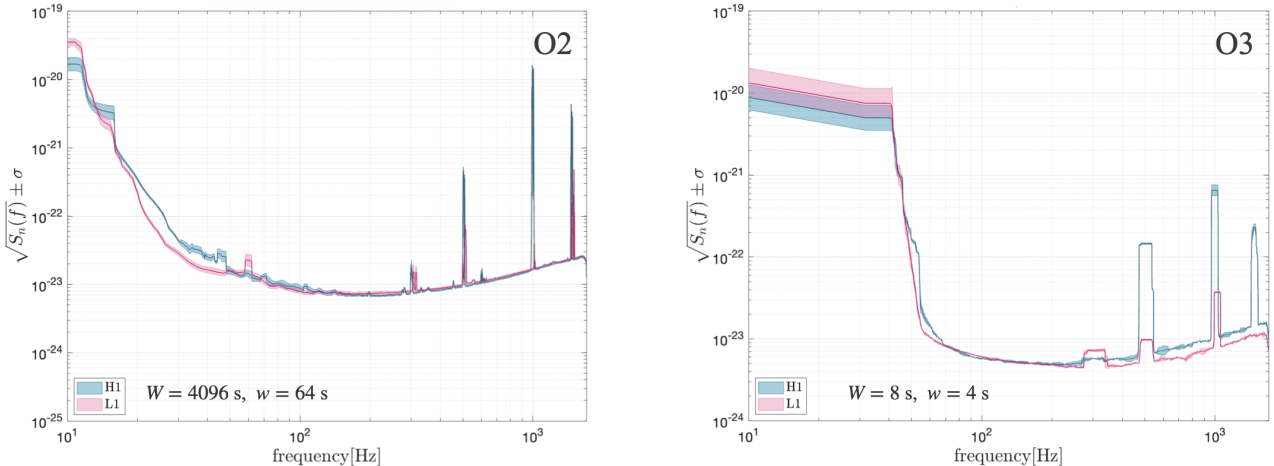 10^-19
10^-20
10^-21
10^-22
10^-23
10^-24
10^-25
√S_n(f) ± σ
O2
H1
L1
W = 4096 s, w = 64 s
10^1
10^2
10^3
frequency[Hz]
10^-19
10^-20
10^-21
10^-22
10^-23
10^-24
√S_n(f) ± σ
O3
H1
L1
W = 8 s, w = 4 s
10^1
10^2
10^3
frequency[Hz]